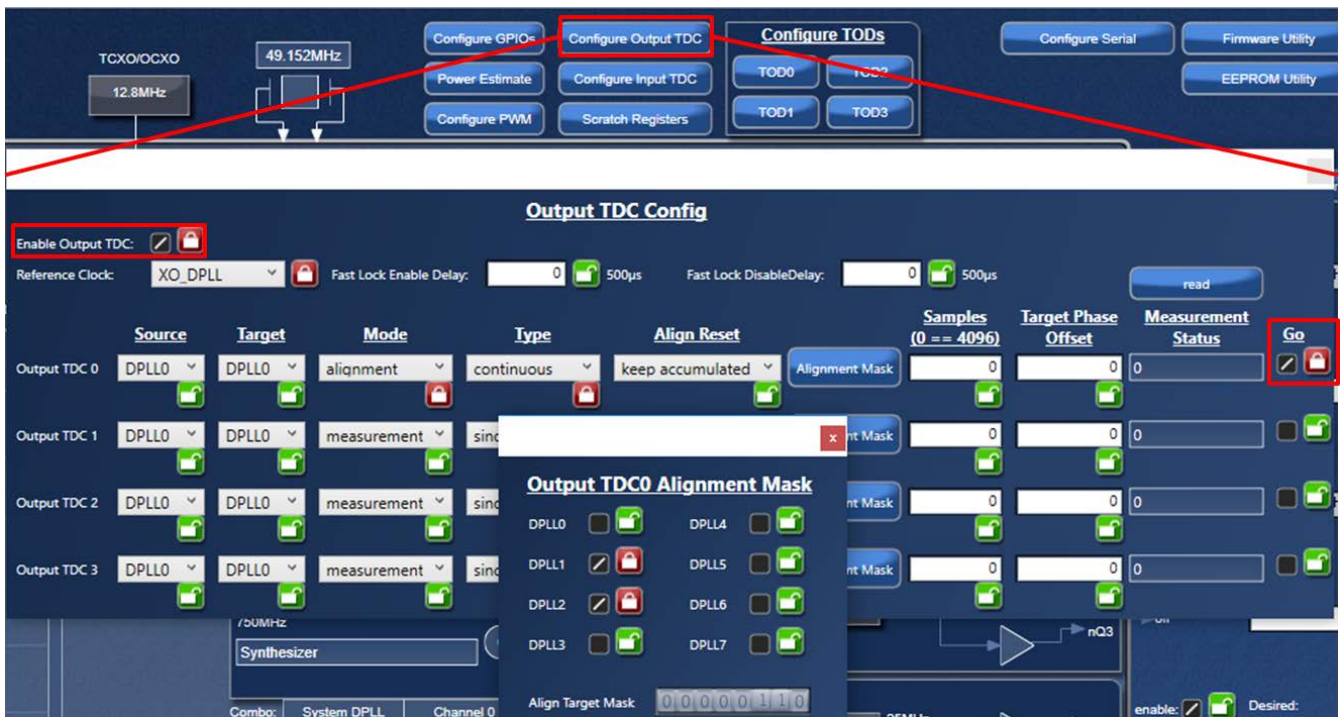 Configure GPIOs
Configure Output TDC
Configure TODs
Configure Serial
Firmware Utility
TCXO/OCXO
49.152MHz
12.8MHz
Power Estimate
Configure Input TDC
TOD0
TOD2
EEPROM Utility
Configure PWM
Scratch Registers
TOD1
TOD3
Output TDC Config
Enable Output TDC:
Reference Clock:
XO_DPLL
Fast Lock Enable Delay:
0
500µs
Fast Lock DisableDelay:
0
500µs
read
Source
Target
Mode
Type
Align Reset
Samples
(0 == 4096)
Target Phase
Offset
Measurement
Status
Go
Output TDC 0
DPLL0
DPLL0
alignment
continuous
keep accumulated
Alignment Mask
0
0
0
Output TDC 1
DPLL0
DPLL0
measurement
x
nt Mask
0
0
0
Output TDC 2
DPLL0
DPLL0
measurement
nt Mask
0
0
0
Output TDC 3
DPLL0
DPLL0
measurement
nt Mask
0
0
0
Output TDC0 Alignment Mask
DPLL0
DPLL4
DPLL1
DPLL5
DPLL2
DPLL6
DPLL3
DPLL7
Align Target Mask
0 0 0 0 0 1 1 0
750MHz
Synthesizer
Combo:
System DPLL
Channel 0
nQ3
enable:
Desired: